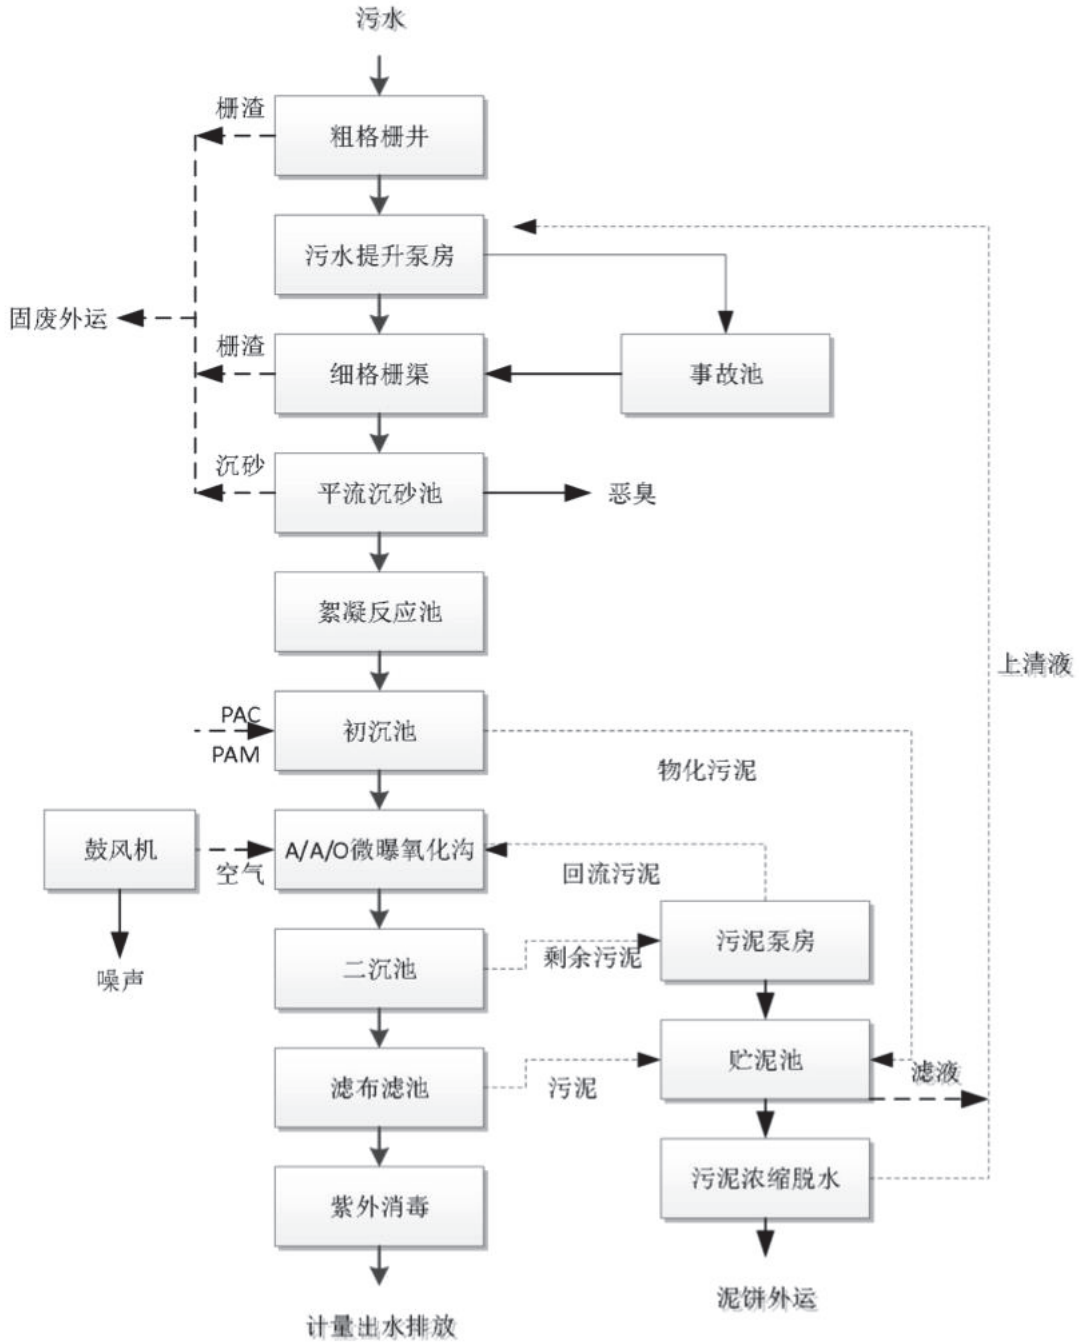 污水
栅渣
粗格栅井
污水提升泵房
固废外运
栅渣
细格栅渠
事故池
沉砂
平流沉砂池
恶臭
絮凝反应池
上清液
PAC
PAM
初沉池
物化污泥
鼓风机
空气
A/A/O微曝氧化沟
回流污泥
噪声
二沉池
剩余污泥
污泥泵房
滤布滤池
污泥
贮泥池
滤液
紫外消毒
污泥浓缩脱水
计量出水排放
泥饼外运